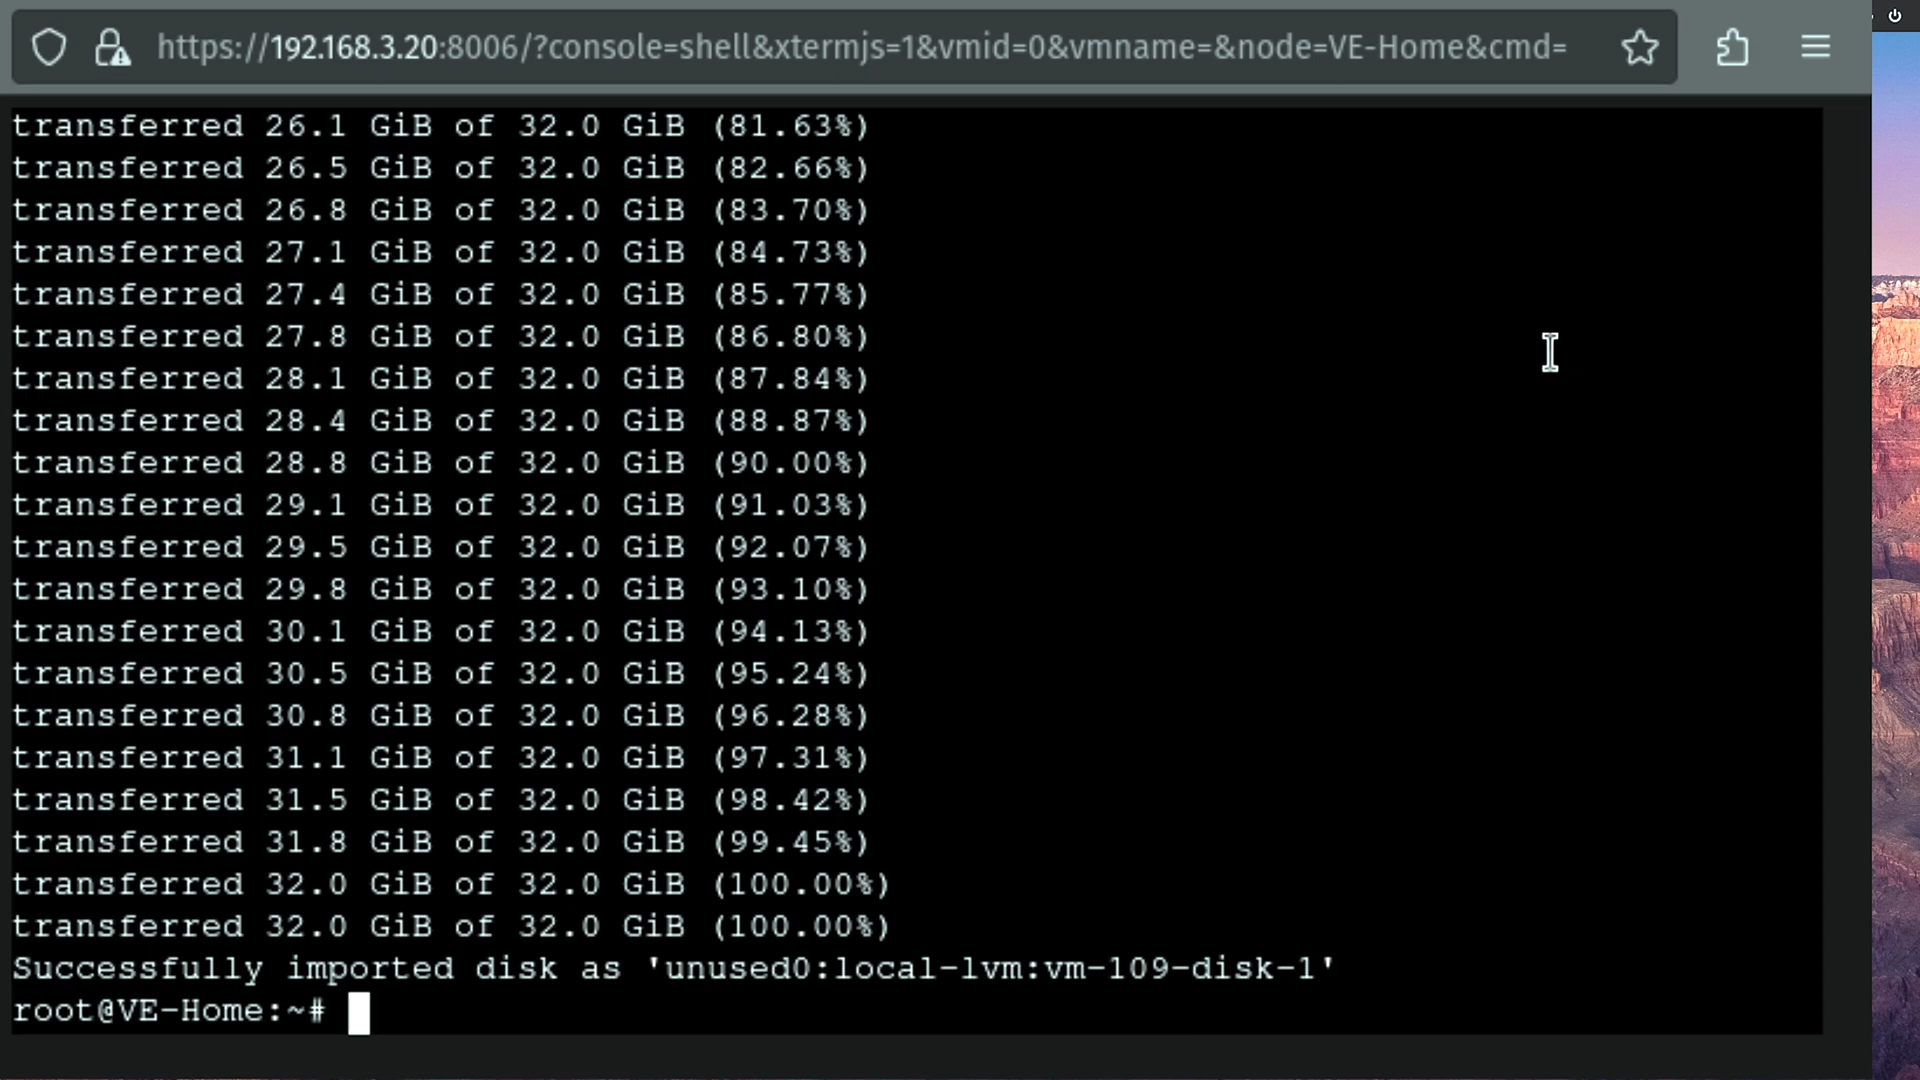 https://192.168.3.20:8006/?console=shell&xtermjs=1&vmid=0&vmname=&node=VE-Home&cmd=
transferred 26.1 GiB of 32.0 GiB (81.63%)
transferred 26.5 GiB of 32.0 GiB (82.66%)
transferred 26.8 GiB of 32.0 GiB (83.70%)
transferred 27.1 GiB of 32.0 GiB (84.73%)
transferred 27.4 GiB of 32.0 GiB (85.77%)
transferred 27.8 GiB of 32.0 GiB (86.80%)
transferred 28.1 GiB of 32.0 GiB (87.84%)
transferred 28.4 GiB of 32.0 GiB (88.87%)
transferred 28.8 GiB of 32.0 GiB (90.00%)
transferred 29.1 GiB of 32.0 GiB (91.03%)
transferred 29.5 GiB of 32.0 GiB (92.07%)
transferred 29.8 GiB of 32.0 GiB (93.10%)
transferred 30.1 GiB of 32.0 GiB (94.13%)
transferred 30.5 GiB of 32.0 GiB (95.24%)
transferred 30.8 GiB of 32.0 GiB (96.28%)
transferred 31.1 GiB of 32.0 GiB (97.31%)
transferred 31.5 GiB of 32.0 GiB (98.42%)
transferred 31.8 GiB of 32.0 GiB (99.45%)
transferred 32.0 GiB of 32.0 GiB (100.00%)
transferred 32.0 GiB of 32.0 GiB (100.00%)
Successfully imported disk as 'unused0:local-lvm:vm-109-disk-1'
root@VE-Home:~#